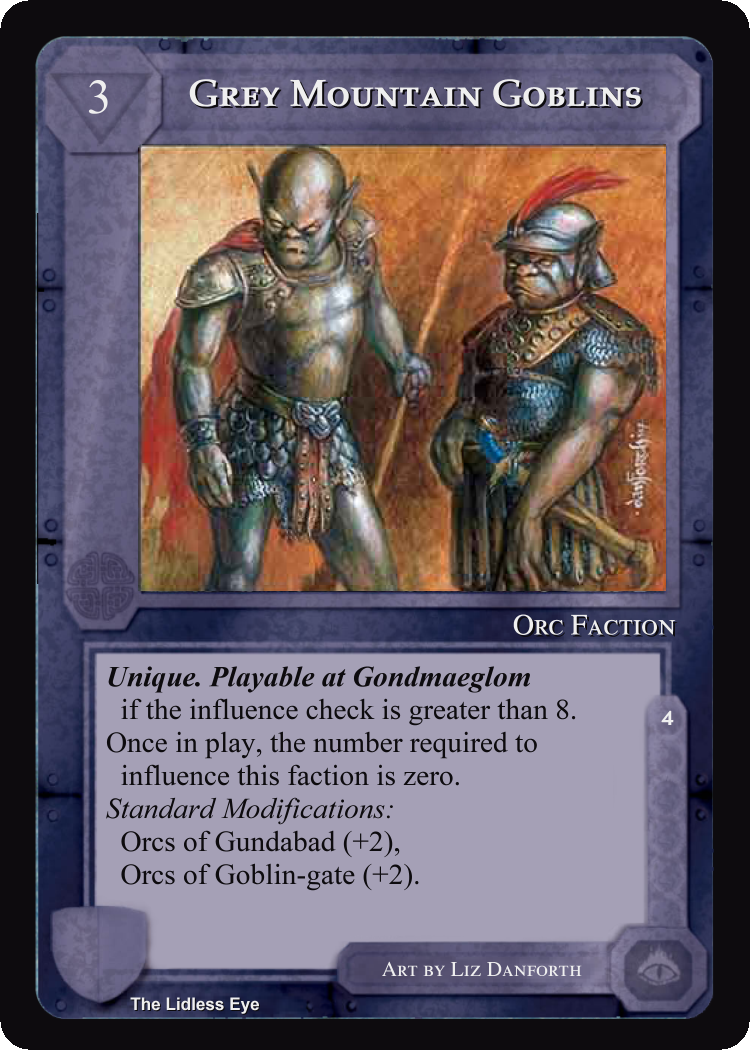 3
Grey Mountain Goblins
danforth
Orc Faction
Unique. Playable at Gondmaeglom
if the influence check is greater than 8.
Once in play, the number required to
influence this faction is zero.
Standard Modifications:
Orcs of Gundabad (+2),
Orcs of Goblin-gate (+2).
4
Art by Liz Danforth
The Lidless Eye